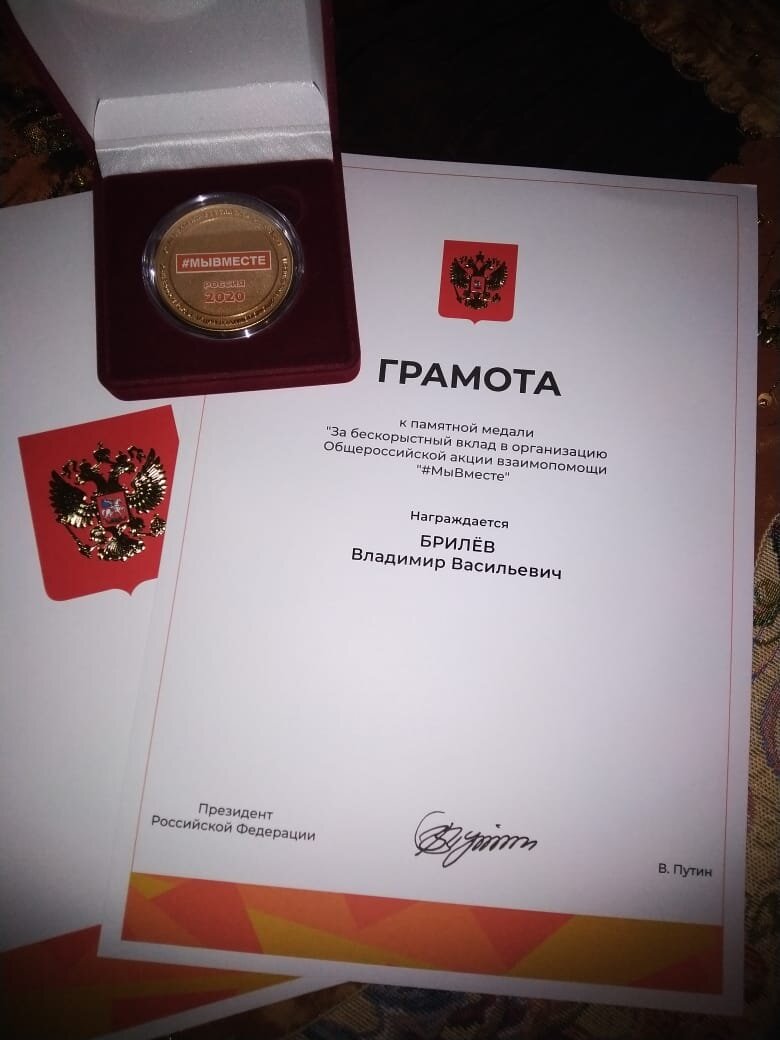 #МЫВМЕСТЕ
РОССИЯ
2020
ГРАМОТА
к памятной медали
"За бескорыстный вклад в организацию
Общероссийской акции взаимопомощи
"#МыВместе"
Награждается
БРИЛЁВ
Владимир Васильевич
Президент
Российской Федерации
В. Путин